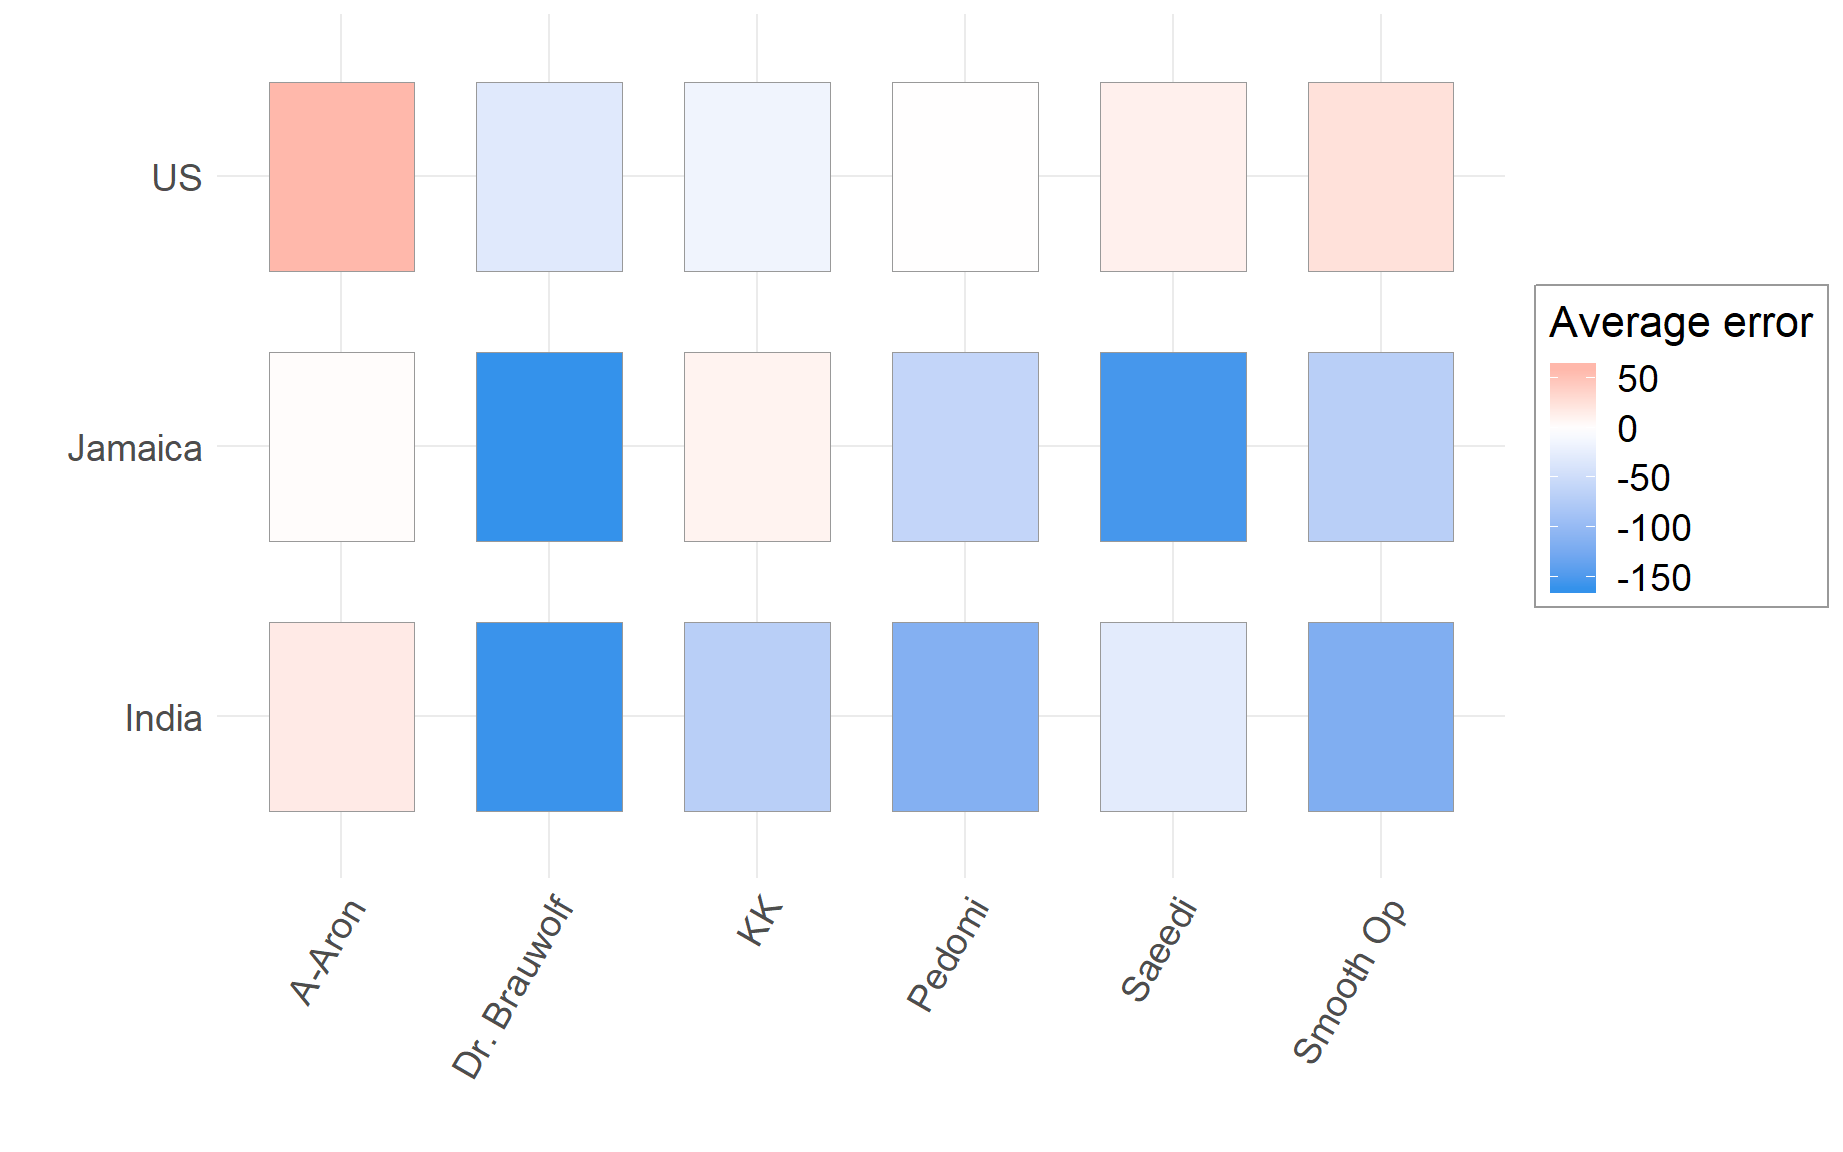 US
Jamaica
India
A-Aron
Dr. Brauwolf
KK
Pedomi
Saeedi
Smooth Op
Average error
50
0
-50
-100
-150